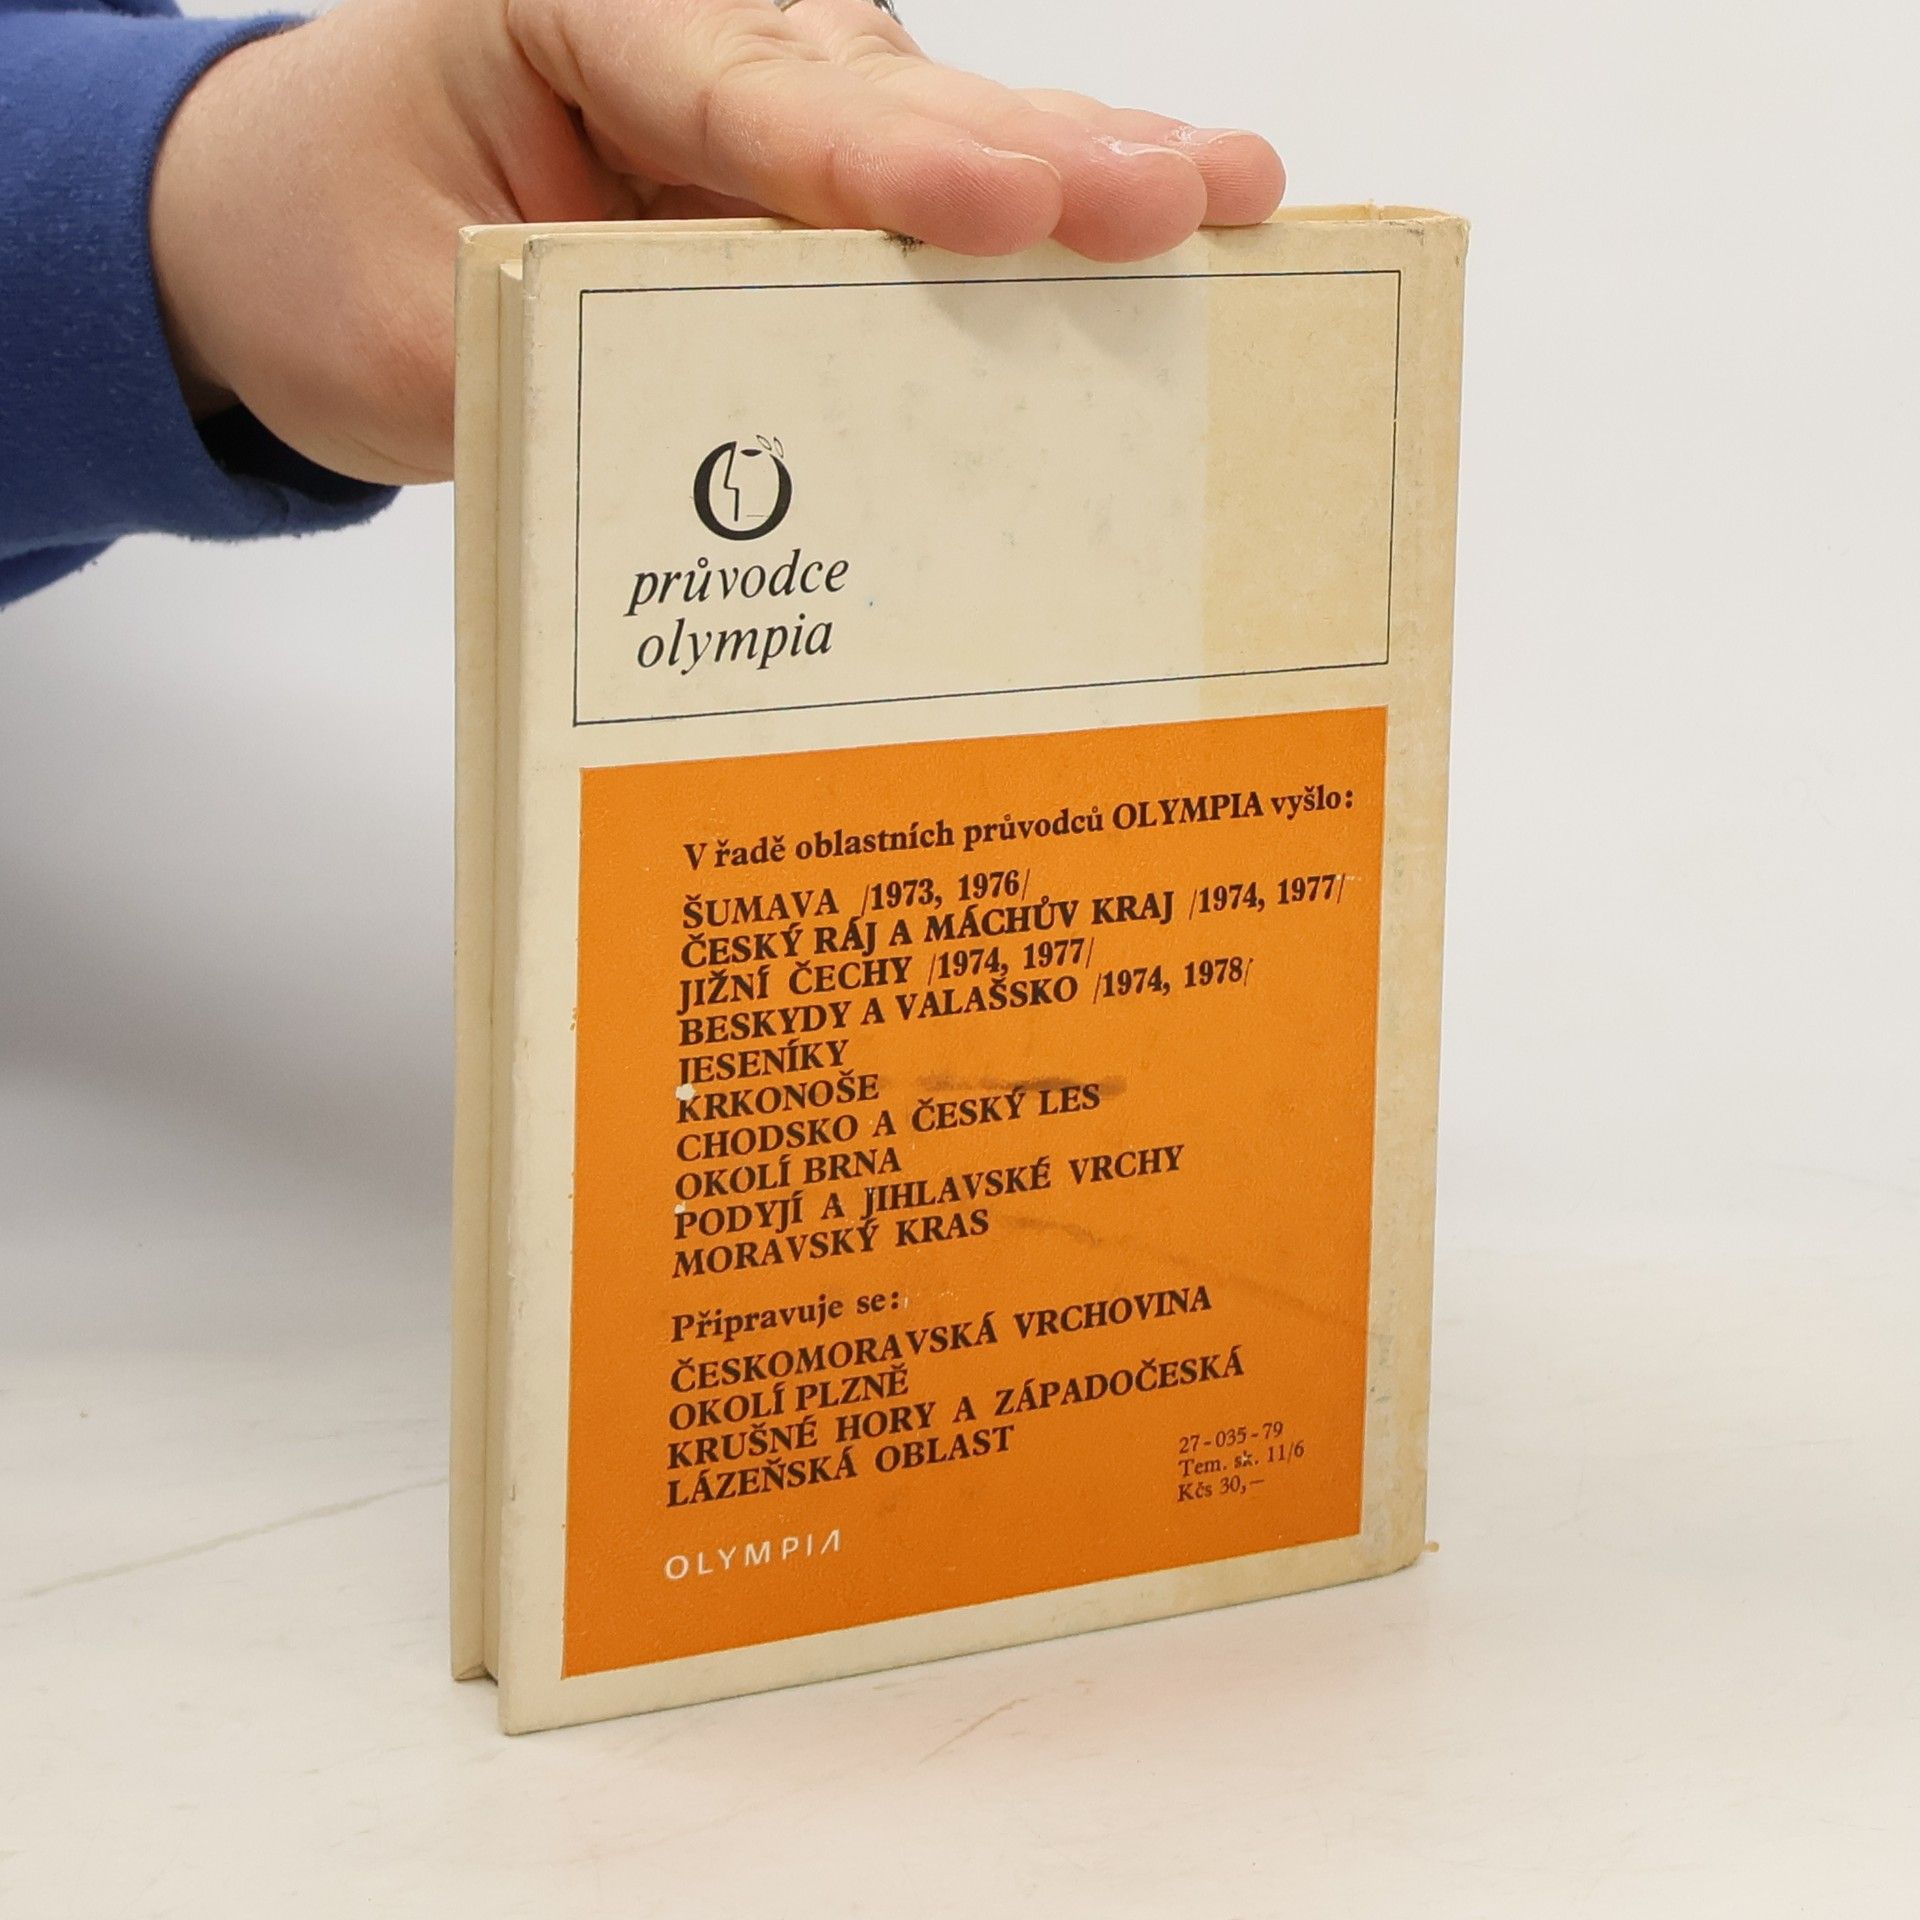 průvodce
olympia
V řadě oblastních průvodců OLYMPIA vyšlo:
ŠUMAVA /1973, 1976/
ČESKÝ RÁJ A MÁCHŮV KRAJ /1974, 1977/
JIŽNÍ ČECHY /1974, 1977/
BESKYDY A VALAŠSKO /1974, 1978/
JESENÍKY
KRKONOŠE
CHODSKO A ČESKÝ LES
OKOLÍ BRNA
PODYJÍ A JIHLAVSKÉ VRCHY
MORAVSKÝ KRAS
Připravuje se:
ČESKOMORAVSKÁ VRCHOVINA
OKOLÍ PLZNĚ
KRUŠNÉ HORY A ZÁPADOČESKÁ
LÁZEŇSKÁ OBLAST
27-035-79
Tem. sk. 11/6
Kčs 30,—
OLYMPIA